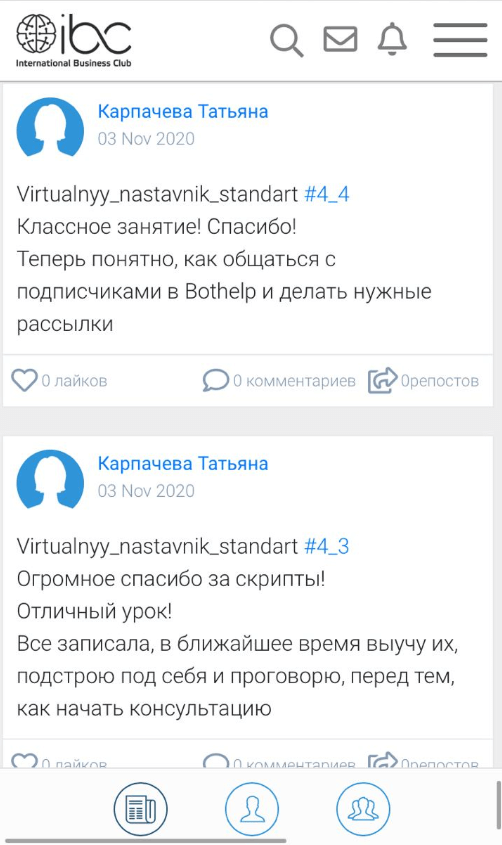 ibc
International Business Club
Карпачева Татьяна
03 Nov 2020
Virtualnyy_nastavnik_standart #4_4
Классное занятие! Спасибо!
Теперь понятно, как общаться с
подписчиками в Bothelp и делать нужные
рассылки
0 лайков 0 комментариев 0репостов
Карпачева Татьяна
03 Nov 2020
Virtualnyy_nastavnik_standart #4_3
Огромное спасибо за скрипты!
Отличный урок!
Все записала, в ближайшее время выучу их,
подстрою под себя и проговорю, перед тем,
как начать консультацию
0 лайков 0 комментариев 0репостов